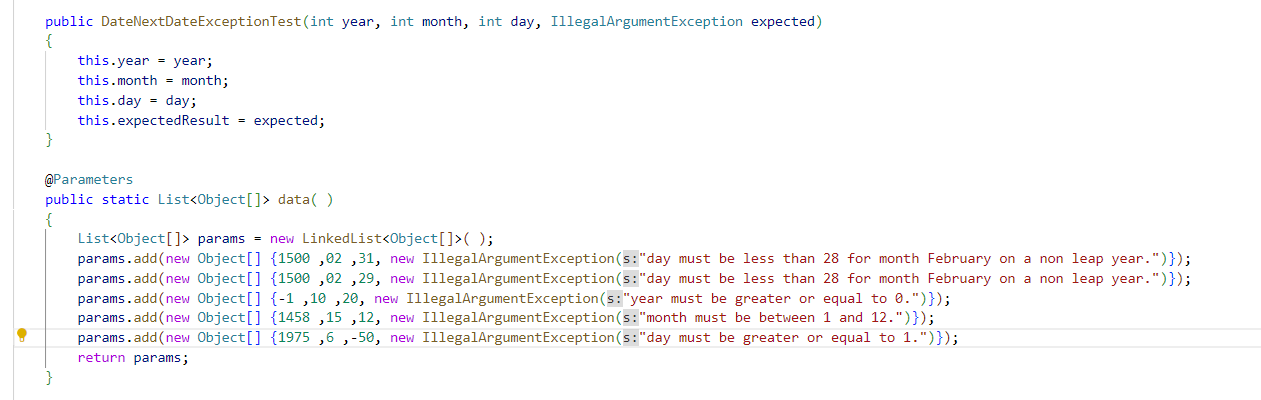 public DateNextDateExceptionTest(int year, int month, int day, IllegalArgumentException expected)
{
this.year = year;
this.month = month;
this.day = day;
this.expectedResult = expected;
}
@Parameters
public static List<Object[]> data( )
{
List<Object[]> params = new LinkedList<Object[]>( );
params.add(new Object[] {1500 ,02 ,31, new IllegalArgumentException(s:"day must be less than 28 for month February on a non leap year.")});
params.add(new Object[] {1500 ,02 ,29, new IllegalArgumentException(s:"day must be less than 28 for month February on a non leap year.")});
params.add(new Object[] {-1 ,10 ,20, new IllegalArgumentException(s:"year must be greater or equal to 0.")});
params.add(new Object[] {1458 ,15 ,12, new IllegalArgumentException(s:"month must be between 1 and 12.")});
params.add(new Object[] {1975 ,6 ,-50, new IllegalArgumentException(s:"day must be greater or equal to 1.")});
return params;
}